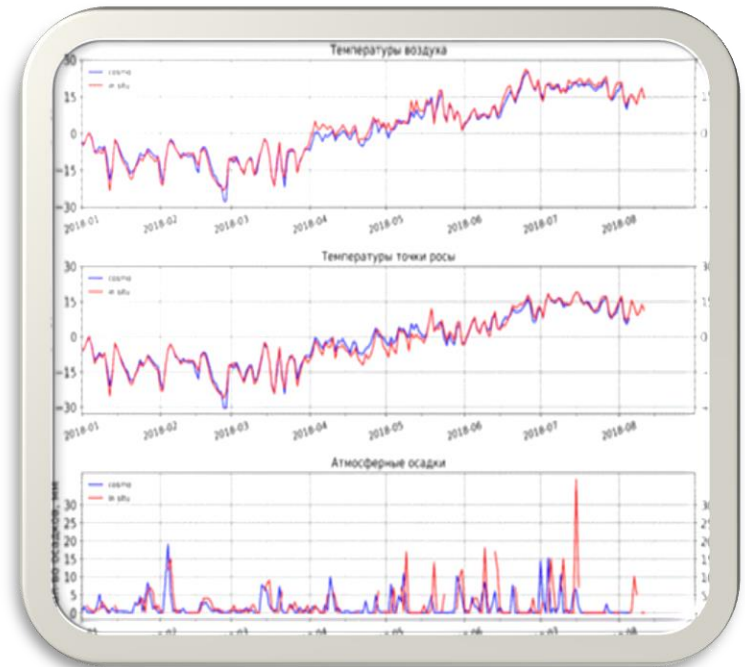 Температуры воздуха
cosmo
in situ
30
15
0
−15
−30
2018-01 2018-02 2018-03 2018-04 2018-05 2018-06 2018-07 2018-08
Температуры точки росы
cosmo
in situ
30
15
0
−15
−30
2018-01 2018-02 2018-03 2018-04 2018-05 2018-06 2018-07 2018-08
Атмосферные осадки
cosmo
in situ
осадков, мм
30
25
20
15
10
5
0